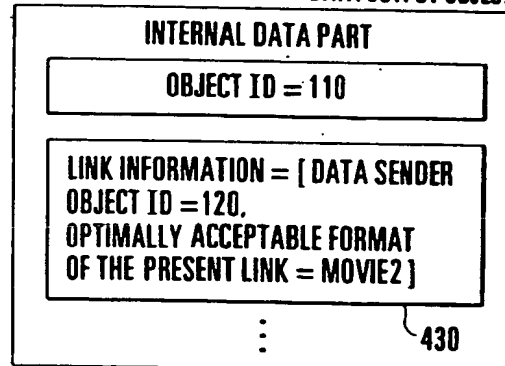 INTERNAL DATA PART
OBJECT ID = 110
LINK INFORMATION = [ DATA SENDER
OBJECT ID = 120,
OPTIMALLY ACCEPTABLE FORMAT
OF THE PRESENT LINK = MOVIE2 ]
430